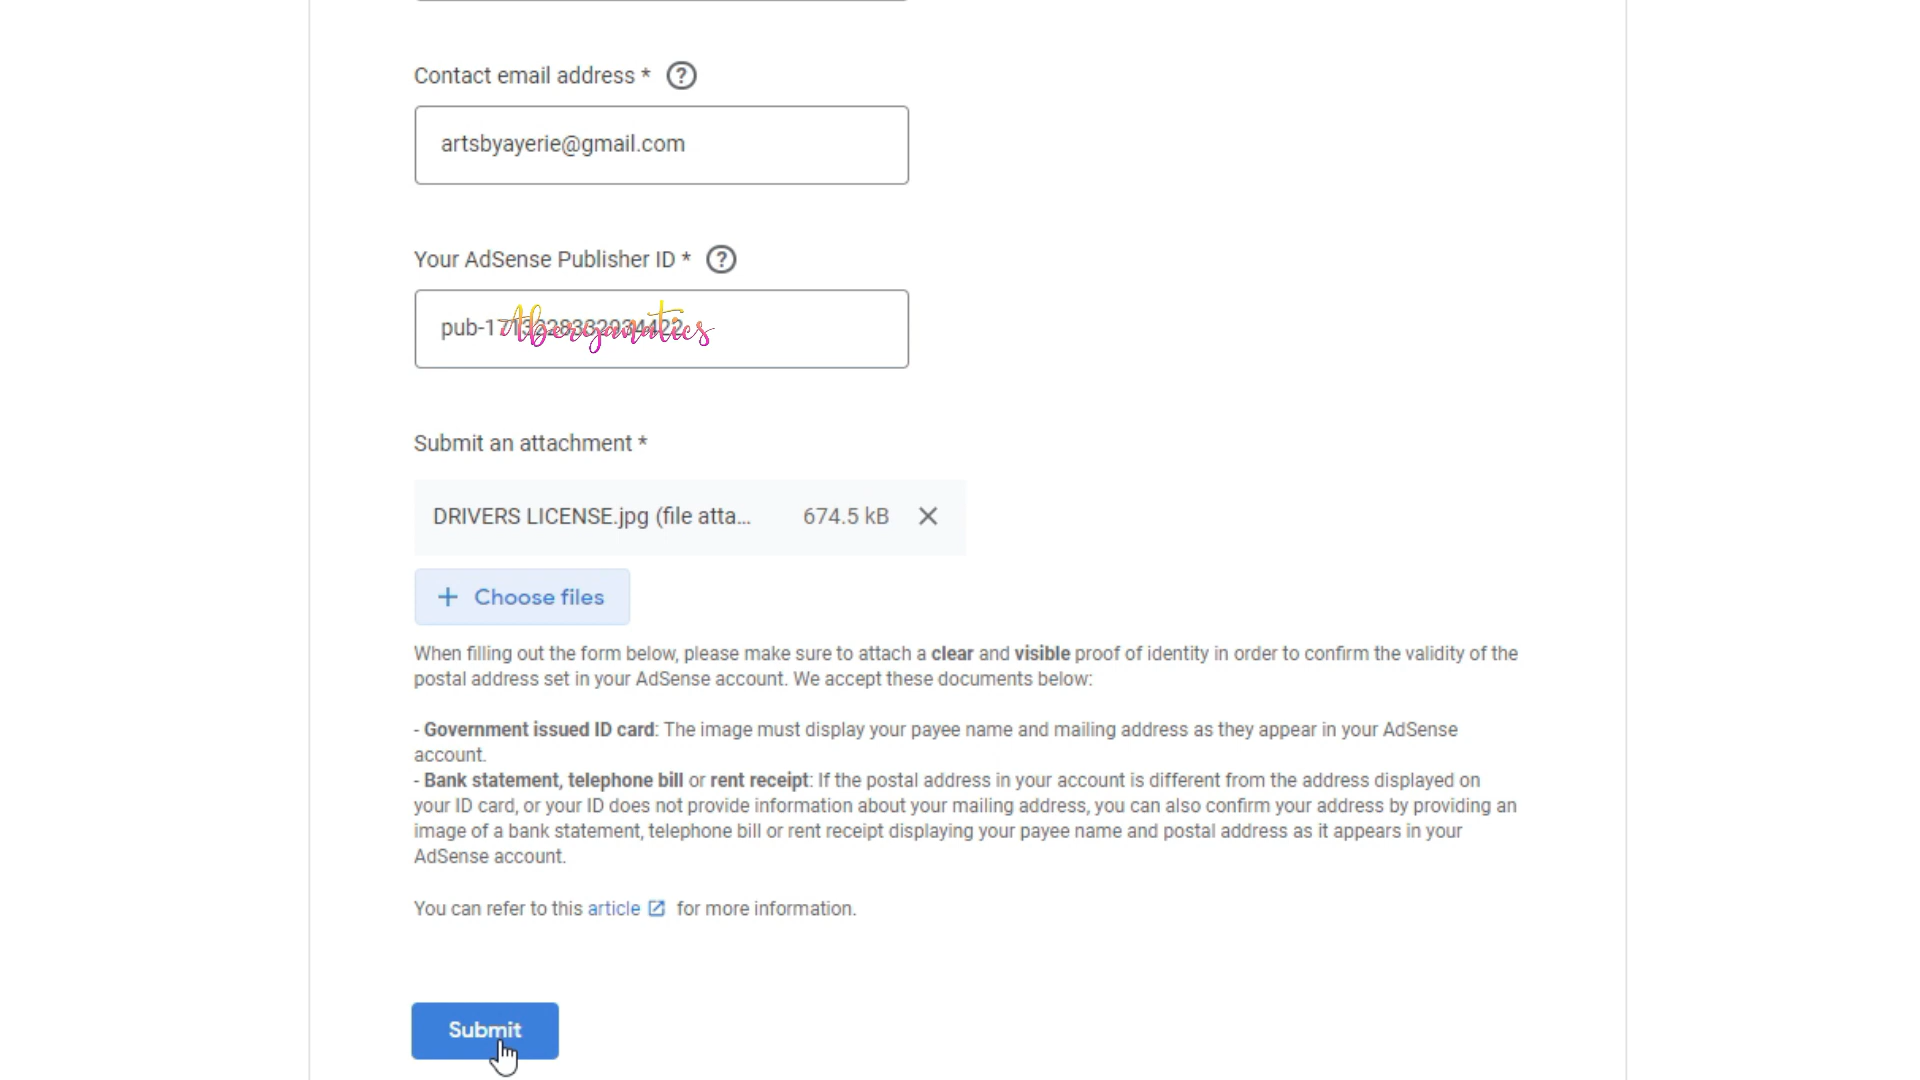 Contact email address * ?
artsbyayerie@gmail.com
Your AdSense Publisher ID * ?
Aberyanatics
Submit an attachment *
DRIVERS LICENSE.jpg (file atta... 674.5 kB
+ Choose files
When filling out the form below, please make sure to attach a clear and visible proof of identity in order to confirm the validity of the
postal address set in your AdSense account. We accept these documents below:
- Government issued ID card: The image must display your payee name and mailing address as they appear in your AdSense
account.
- Bank statement, telephone bill or rent receipt: If the postal address in your account is different from the address displayed on
your ID card, or your ID does not provide information about your mailing address, you can also confirm your address by providing an
image of a bank statement, telephone bill or rent receipt displaying your payee name and postal address as it appears in your
AdSense account.
You can refer to this article for more information.
Submit